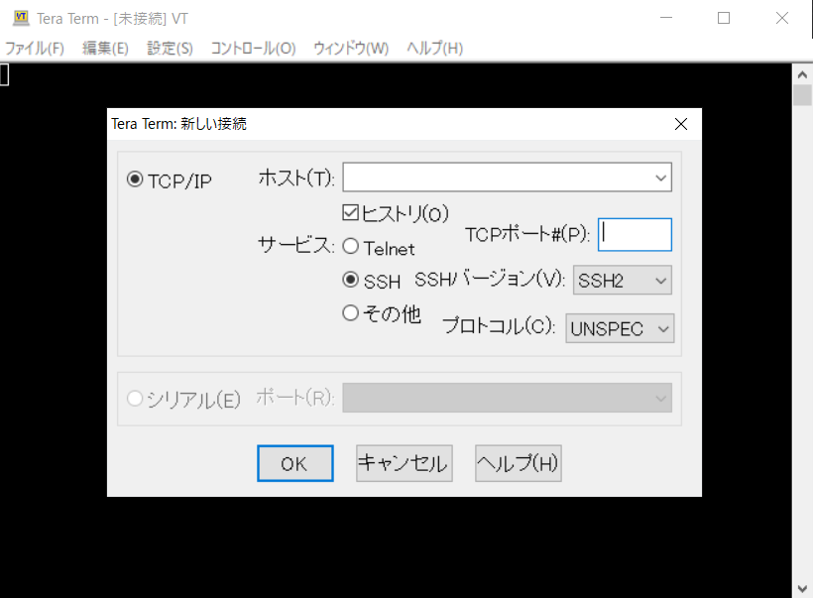 VT Tera Term - [未接続] VT
ファイル(F) 編集(E) 設定(S) コントロール(O) ウィンドウ(W) ヘルプ(H)
Tera Term: 新しい接続
TCP/IP ホスト(T):
ヒストリ(O)
サービス: Telnet TCPポート#(P):
SSH SSHバージョン(V): SSH2
その他 プロトコル(C): UNSPEC
シリアル(E) ポート(R):
OK キャンセル ヘルプ(H)